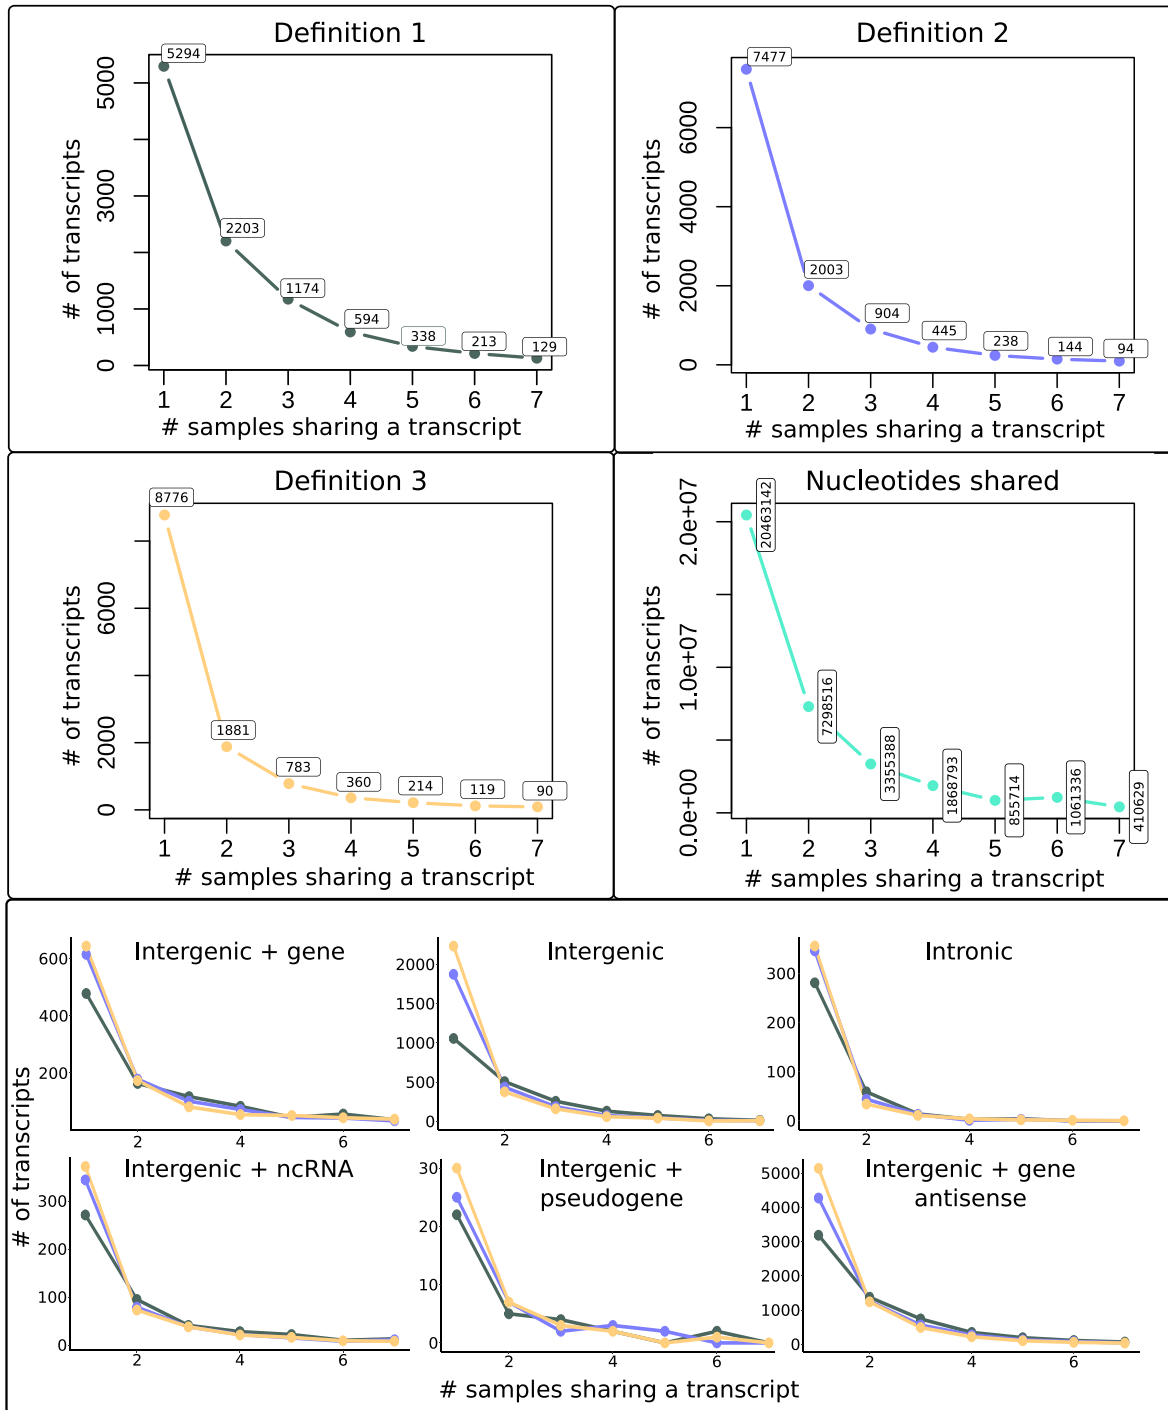 Definition 1
# of transcripts
5000
3000
1000
0
5294
2203
1174
594
338
213
129
1 2 3 4 5 6 7
# samples sharing a transcript
Definition 2
# of transcripts
6000
4000
2000
0
7477
2003
904
445
238
144
94
1 2 3 4 5 6 7
# samples sharing a transcript
Definition 3
# of transcripts
6000
2000
0
8776
1881
783
360
214
119
90
1 2 3 4 5 6 7
# samples sharing a transcript
Nucleotides shared
# of transcripts
2.0e+07
1.0e+07
0.0e+00
20463142
7298516
3355388
1868793
855714
1061336
410629
1 2 3 4 5 6 7
# samples sharing a transcript
# of transcripts
Intergenic + gene
600
400
200
2 4 6
Intergenic
2000
1500
1000
500
0
2 4 6
Intronic
300
200
100
0
2 4 6
Intergenic + ncRNA
300
200
100
0
2 4 6
Intergenic +
pseudogene
30
20
10
0
2 4 6
Intergenic + gene
antisense
5000
4000
3000
2000
1000
0
2 4 6
# samples sharing a transcript